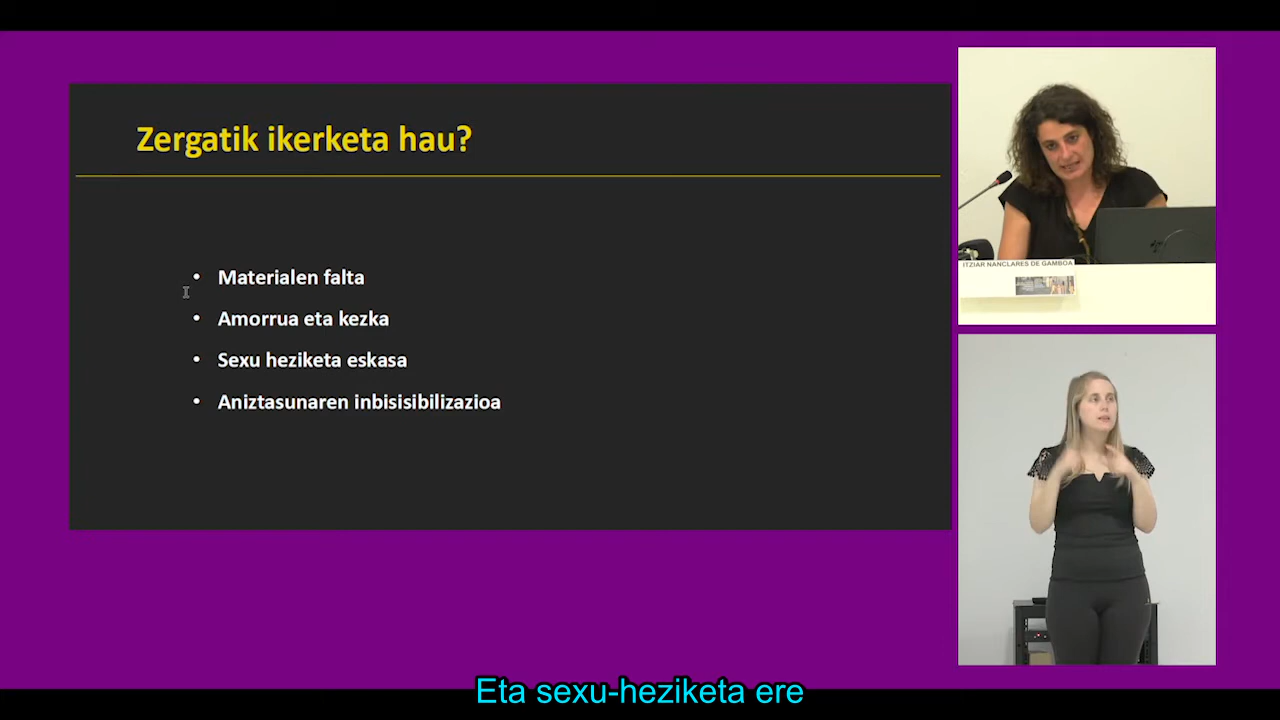 Zergatik ikerketa hau?
• Materialen falta
• Amorrua eta kezka
• Sexu heziketa eskasa
• Aniztasunaren inbisisibilizazioa
ITZIAR NANCLARES DE GAMBOA
Eta sexu-heziketa ere